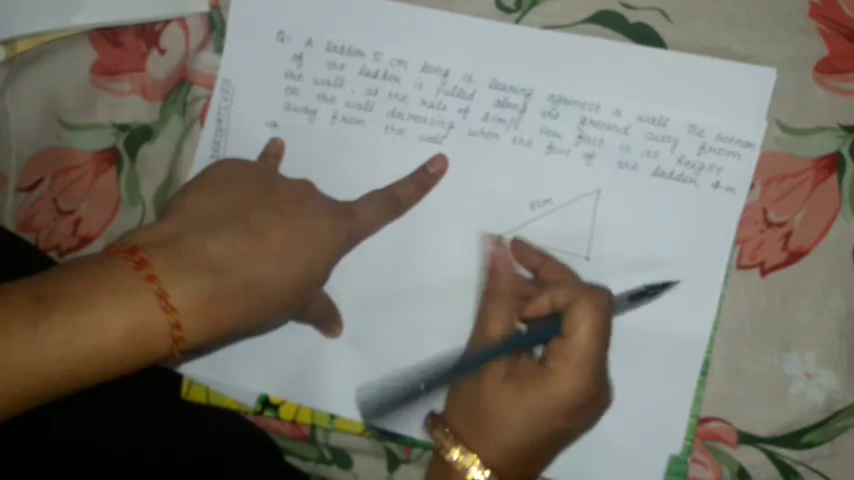 Q. A ladder 5 cm long is leaning against a wall. The bottom
of the ladder is pulled along the ground away from
the wall, at the rate of 2cm/s. How fast is its height
on the wall decreasing when the foot of the ladder 4 m
away from the wall
⇒
5cm